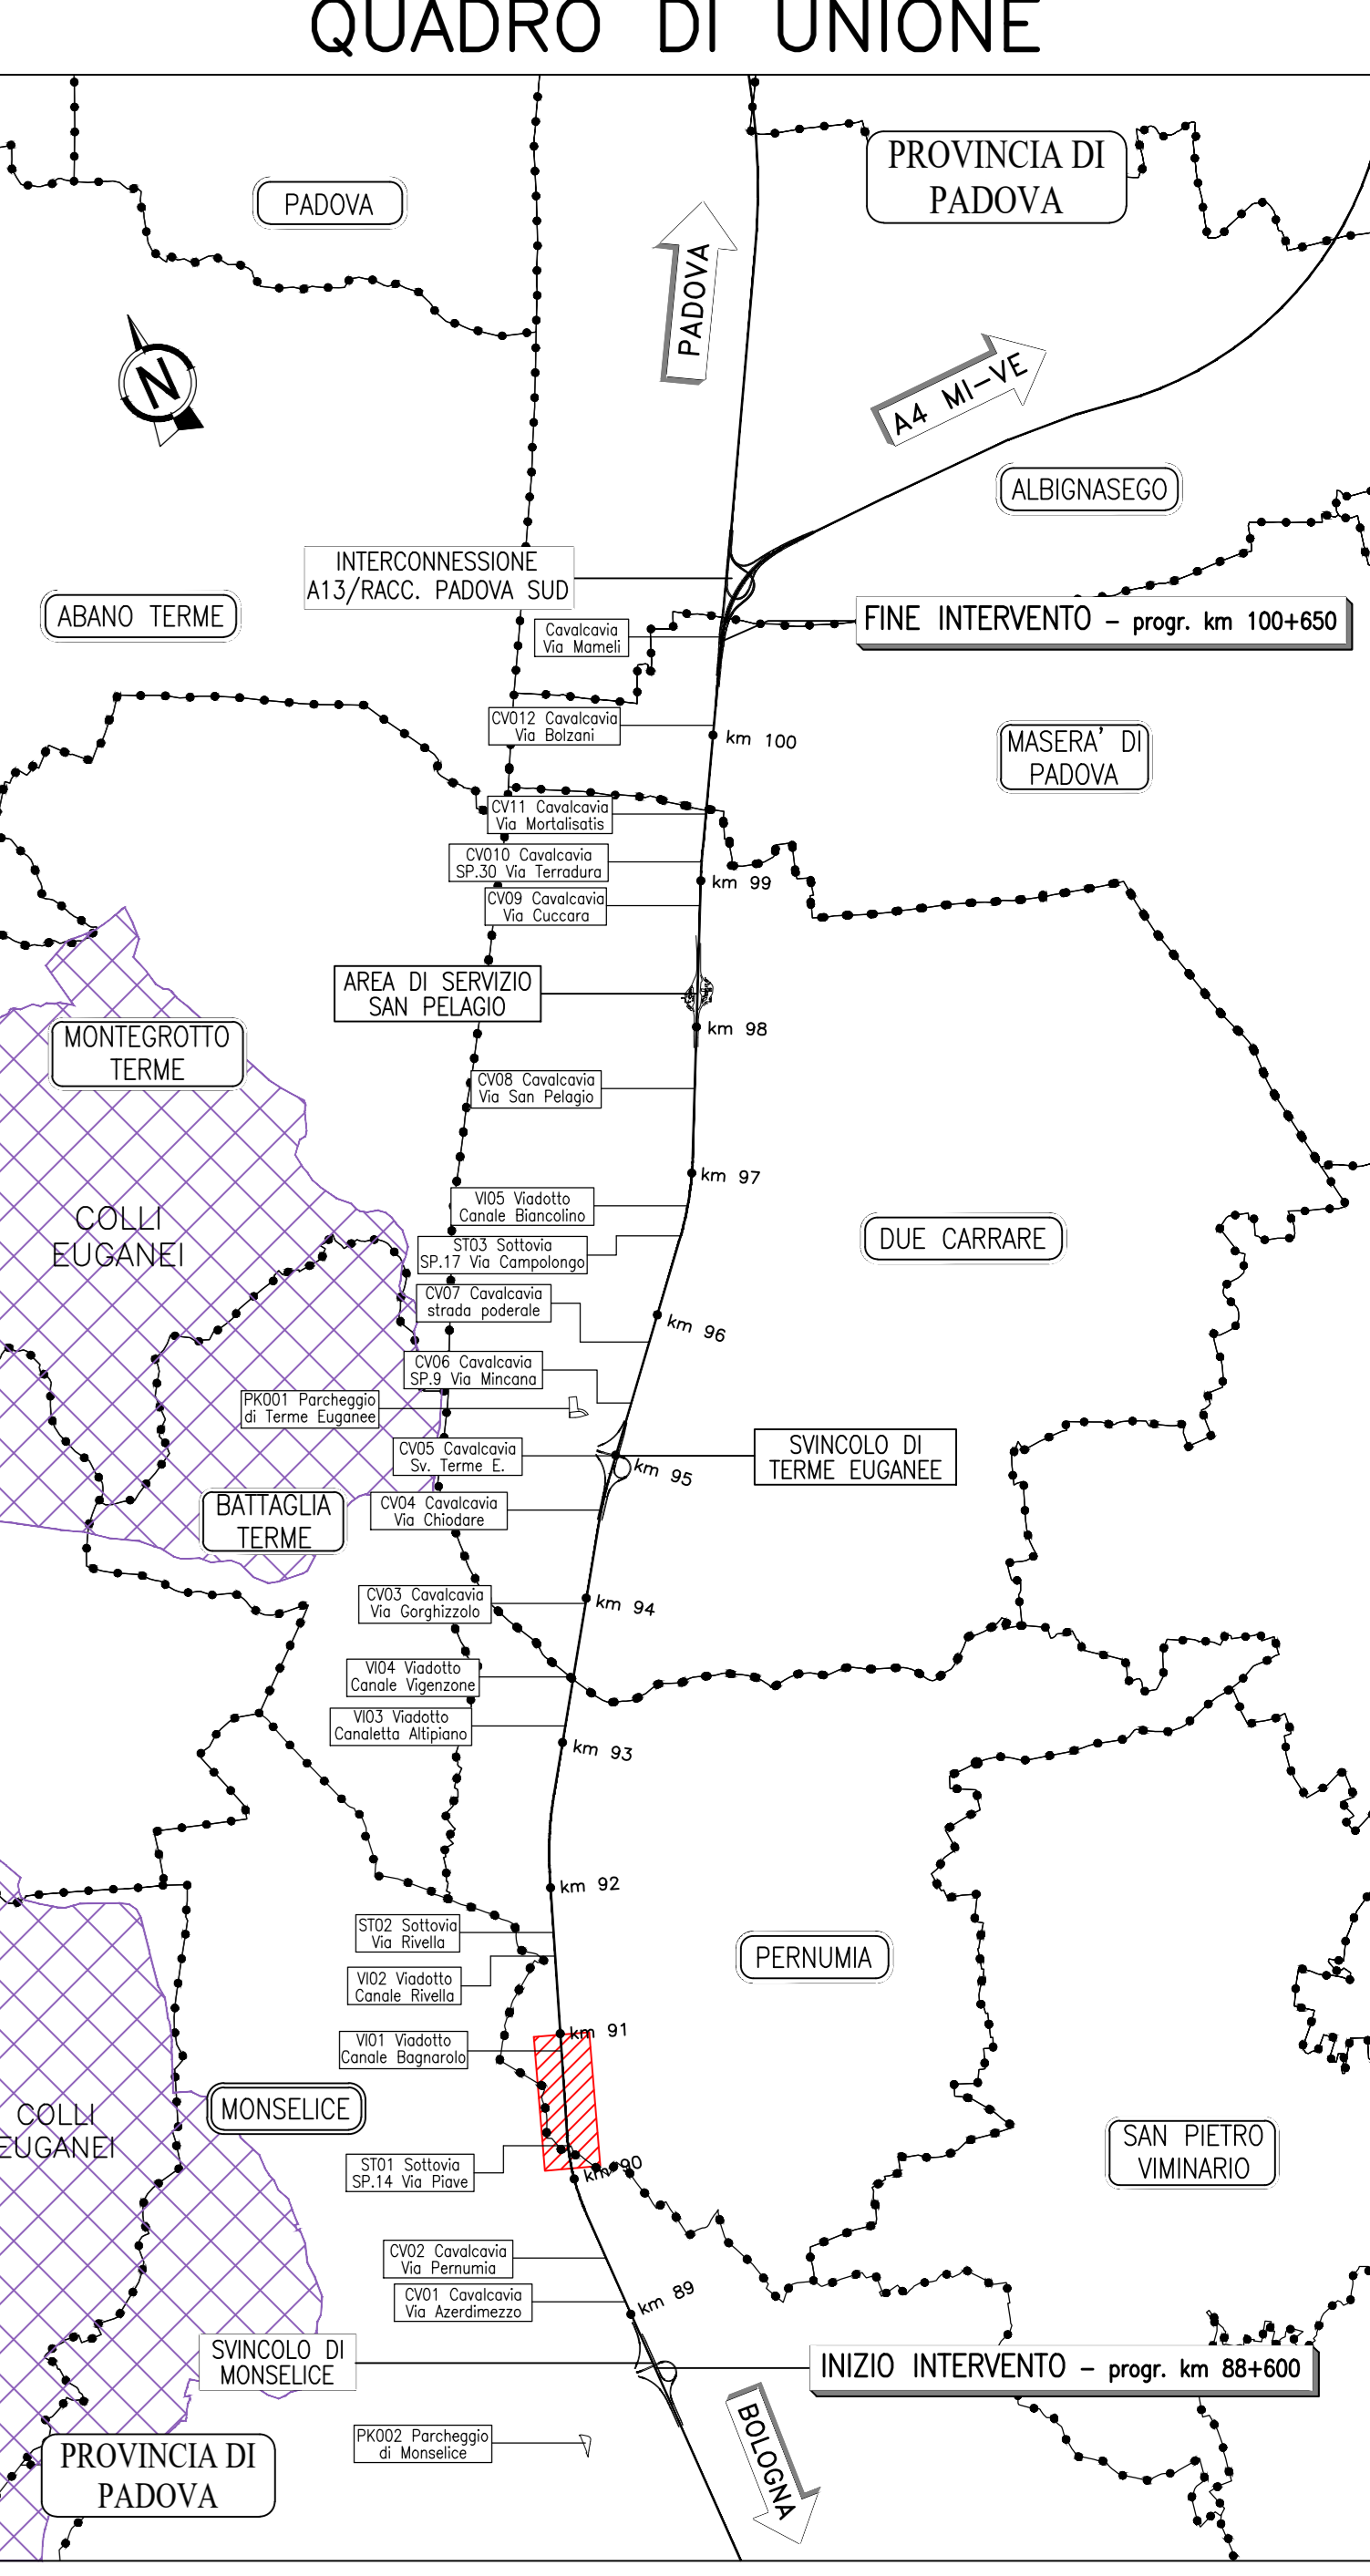 QUADRO DI UNIONE
PROVINCIA DI
PADOVA
PADOVA
PADOVA
N
A4 MI-VE
ALBIGNASEGO
INTERCONNESSIONE
A13/RACC. PADOVA SUD
ABANO TERME
FINE INTERVENTO - progr. km 100+650
Cavalcavia
Via Mameli
CV012 Cavalcavia
Via Bolzani
km 100
MASERA' DI
PADOVA
CV11 Cavalcavia
Via Mortalisatis
CV010 Cavalcavia
SP.30 Via Terradura
km 99
CV09 Cavalcavia
Via Cuccara
AREA DI SERVIZIO
SAN PELAGIO
km 98
MONTEGROTTO
TERME
CV08 Cavalcavia
Via San Pelagio
km 97
VI05 Viadotto
Canale Biancolino
COLLI
EUGANEI
DUE CARRARE
ST03 Sottovia
SP.17 Via Campolongo
CV07 Cavalcavia
strada poderale
km 96
CV06 Cavalcavia
SP.9 Via Mincana
PK001 Parcheggio
di Terme Euganee
CV05 Cavalcavia
Sv. Terme E.
km 95
SVINCOLO DI
TERME EUGANEE
BATTAGLIA
TERME
CV04 Cavalcavia
Via Chiodare
CV03 Cavalcavia
Via Gorghizzolo
km 94
VI04 Viadotto
Canale Vigenzone
VI03 Viadotto
Canaletta Altipiano
km 93
km 92
ST02 Sottovia
Via Rivella
PERNUMIA
VI02 Viadotto
Canale Rivella
km 91
VI01 Viadotto
Canale Bagnarolo
MONSELICE
COLLI
EUGANEI
SAN PIETRO
VIMINARIO
ST01 Sottovia
SP.14 Via Piave
km 90
CV02 Cavalcavia
Via Pernumia
CV01 Cavalcavia
Via Azerdimezzo
km 89
SVINCOLO DI
MONSELICE
INIZIO INTERVENTO - progr. km 88+600
BOLOGNA
PK002 Parcheggio
di Monselice
PROVINCIA DI
PADOVA